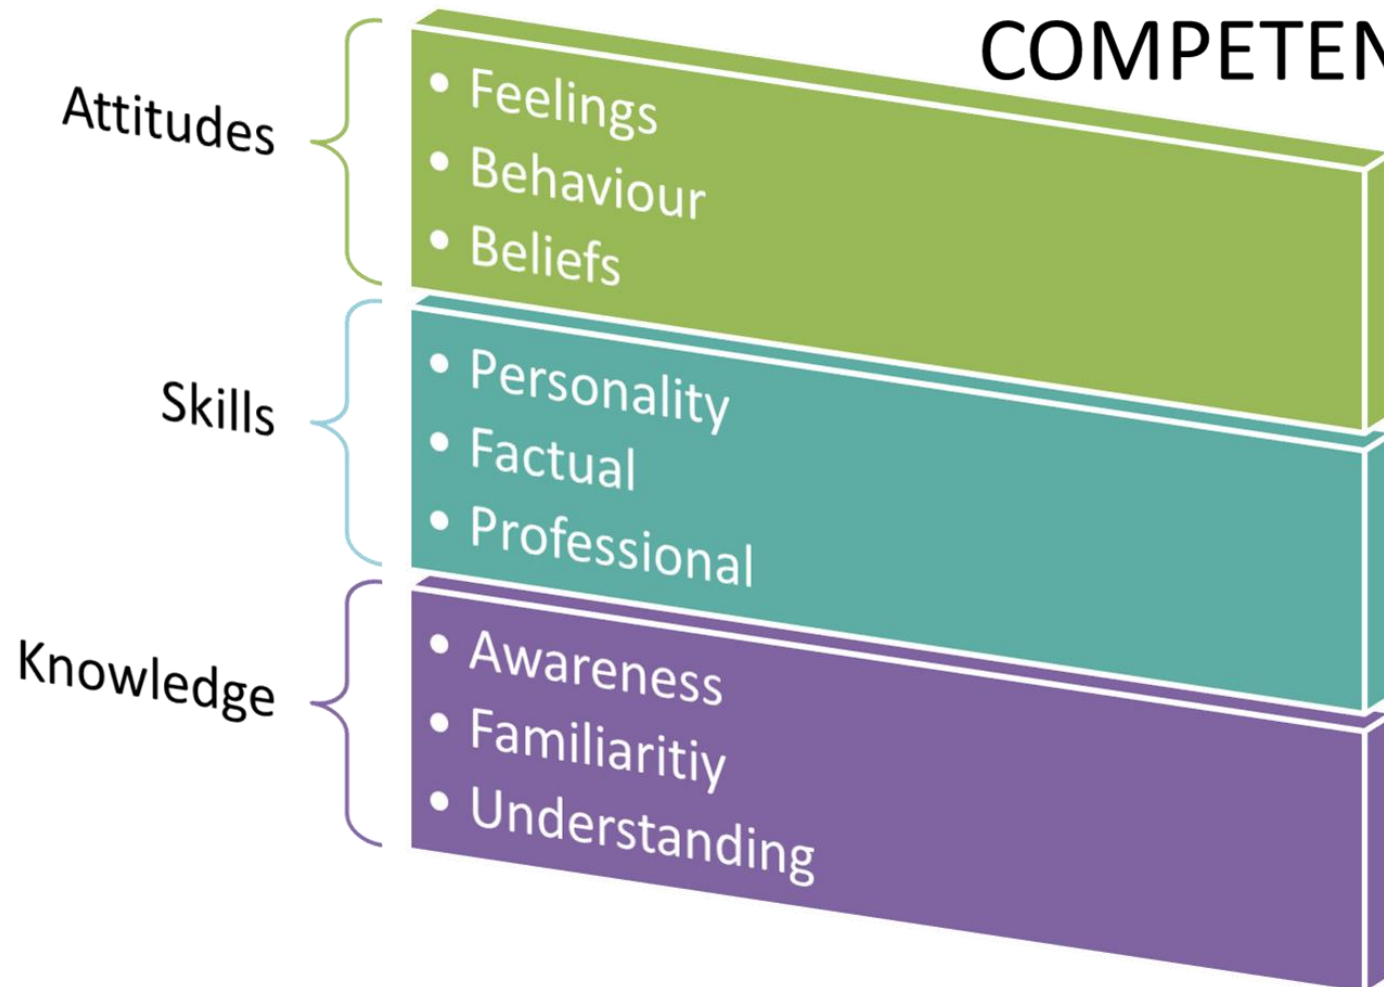 COMPETEN
Attitudes
Feelings
Behaviour
Beliefs
Skills
Personality
Factual
Professional
Knowledge
Awareness
Familiaritiy
Understanding